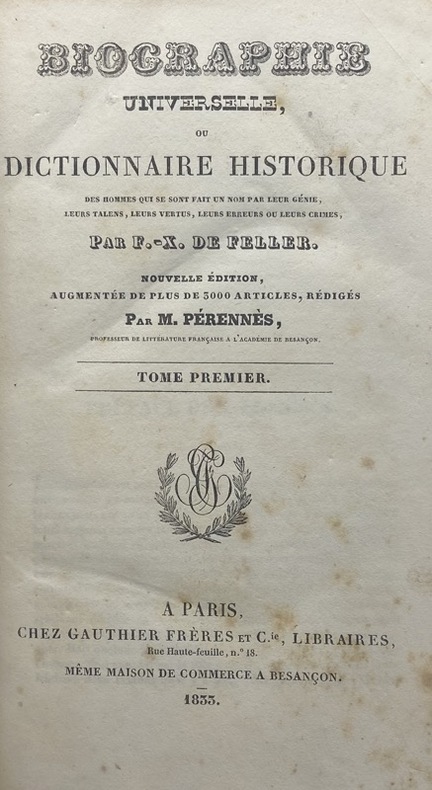 BIOGRAPHIE
UNIVERSELLE,
OU
DICTIONNAIRE HISTORIQUE
DES HOMMES QUI SE SONT FAIT UN NOM PAR LEUR GÉNIE,
LEURS TALENS, LEURS VERTUS, LEURS ERREURS OU LEURS CRIMES,
PAR F.-X. DE FELLER.
NOUVELLE ÉDITION,
AUGMENTÉE DE PLUS DE 3000 ARTICLES, RÉDIGÉS
PAR M. PÉRENNÈS,
PROFESSEUR DE LITTÉRATURE FRANÇAISE A L'ACADÉMIE DE BESANÇON.
TOME PREMIER.
A PARIS,
CHEZ GAUTHIER FRÈRES ET C.ie, LIBRAIRES,
Rue Haute-feuille, n.º 18.
MÊME MAISON DE COMMERCE A BESANÇON.
1833.